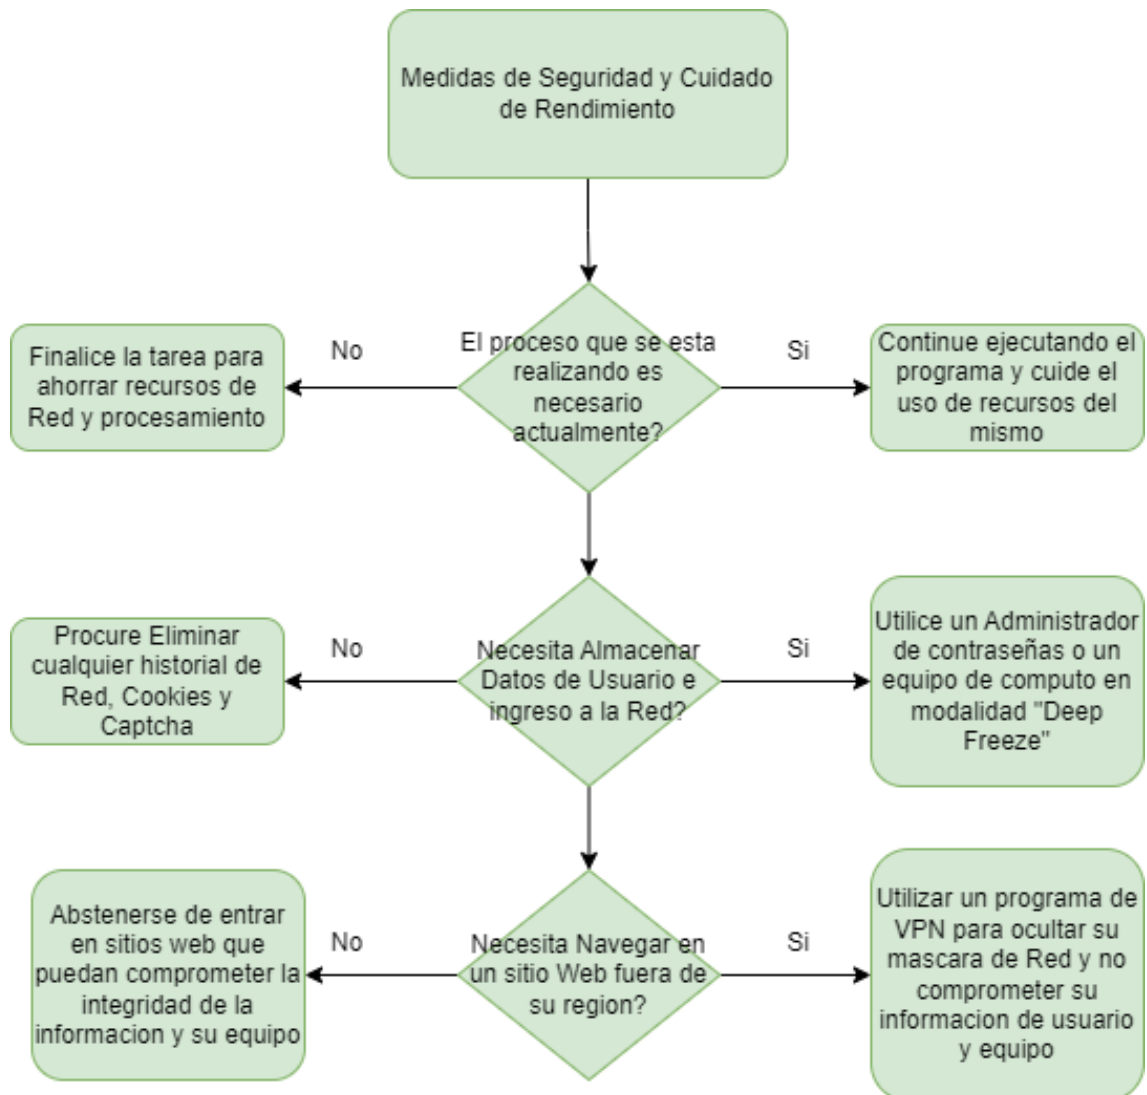 Medidas de Seguridad y Cuidado
de Rendimiento
No
El proceso que se esta
realizando es
necesario
actualmente?
Si
Finalice la tarea para
ahorrar recursos de
Red y procesamiento
Continue ejecutando el
programa y cuide el
uso de recursos del
mismo
No
Necesita Almacenar
Datos de Usuario e
ingreso a la Red?
Si
Procure Eliminar
cualquier historial de
Red, Cookies y
Captcha
Utilice un Administrador
de contraseñas o un
equipo de computo en
modalidad "Deep
Freeze"
No
Necesita Navegar en
un sitio Web fuera de
su region?
Si
Abstenerse de entrar
en sitios web que
puedan comprometer la
integridad de la
informacion y su equipo
Utilizar un programa de
VPN para ocultar su
mascara de Red y no
comprometer su
informacion de usuario
y equipo